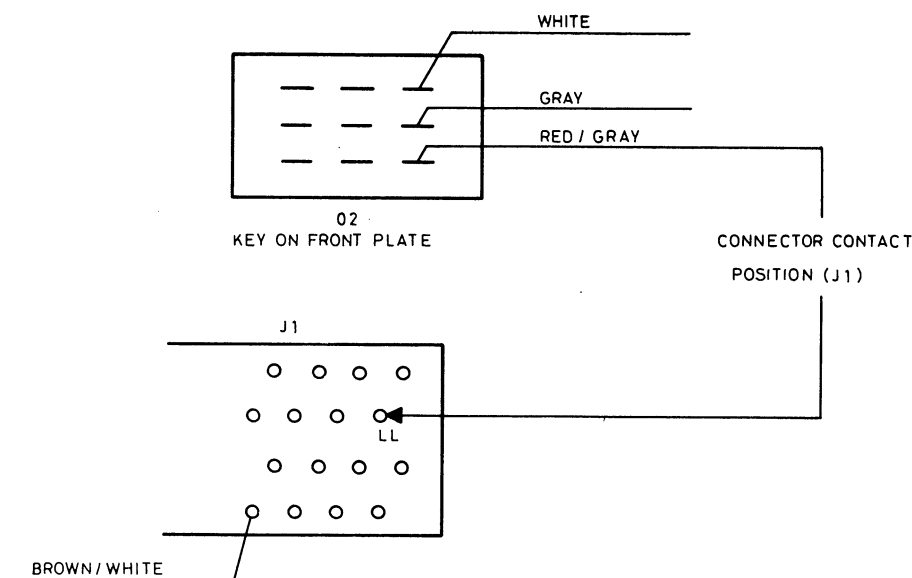 WHITE
GRAY
RED / GRAY
02
KEY ON FRONT PLATE
CONNECTOR CONTACT
POSITION (J1)
J1
LL
BROWN / WHITE